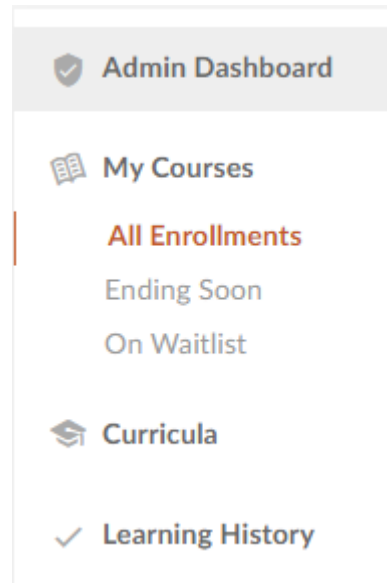 Admin Dashboard
My Courses
All Enrollments
Ending Soon
On Waitlist
Curricula
Learning History